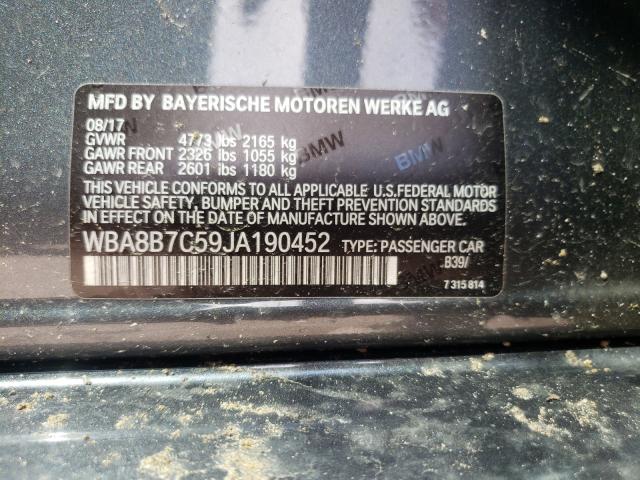 MFD BY BAYERISCHE MOTOREN WERKE AG
08/17
GVWR 4773 lbs 2165 kg
GAWR FRONT 2326 lbs 1055 kg
GAWR REAR 2601 lbs 1180 kg
BMW
BMW
THIS VEHICLE CONFORMS TO ALL APPLICABLE U.S.FEDERAL MOTOR
VEHICLE SAFETY, BUMPER AND THEFT PREVENTION STANDARDS
IN EFFECT ON THE DATE OF MANUFACTURE SHOWN ABOVE.
WBA8B7C59JA190452 TYPE: PASSENGER CAR
B39/
7 315 814